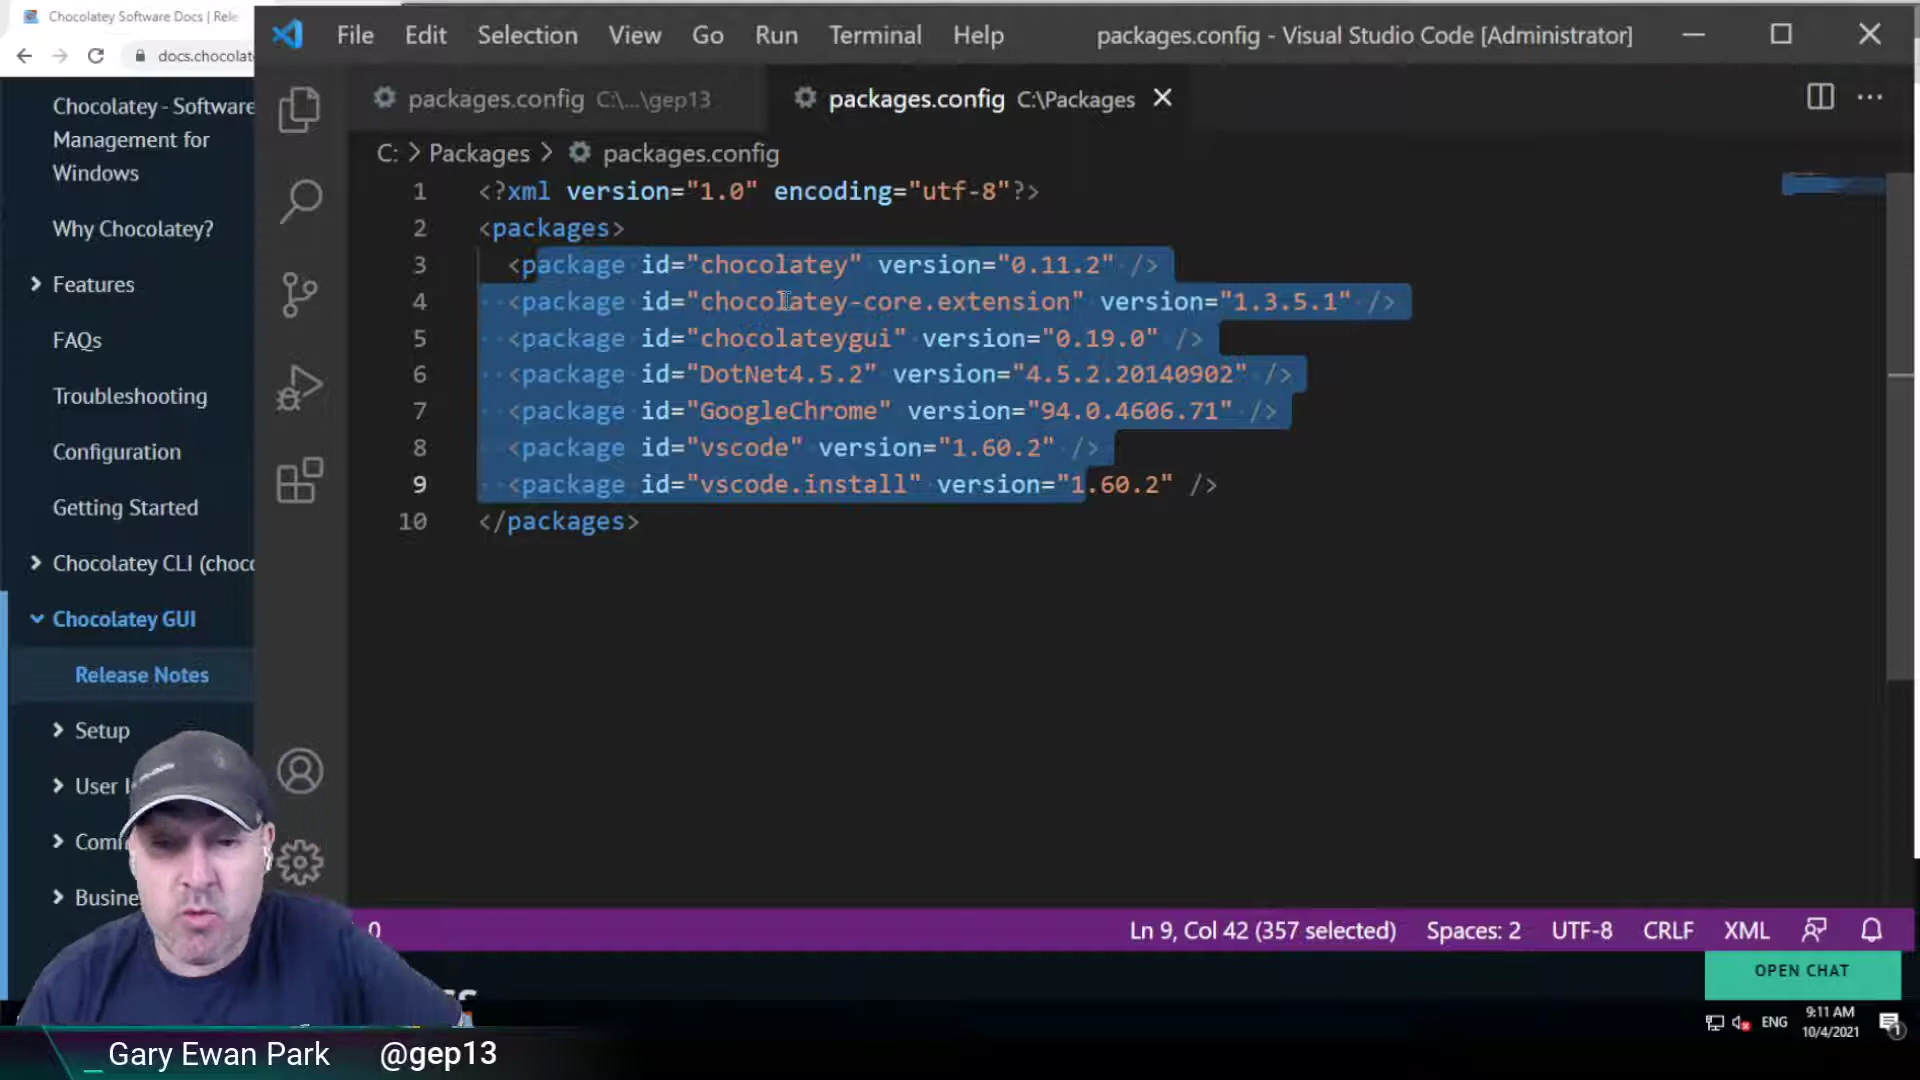 Chocolatey Software Docs | Rele
docs.chocolat
File Edit Selection View Go Run Terminal Help
packages.config - Visual Studio Code [Administrator]
packages.config C:\...\gep13
packages.config C:\Packages
C: > Packages > packages.config
1 <?xml version="1.0" encoding="utf-8"?>
2 <packages>
3 <package id="chocolatey" version="0.11.2" />
4 <package id="chocolatey-core.extension" version="1.3.5.1" />
5 <package id="chocolateygui" version="0.19.0" />
6 <package id="DotNet4.5.2" version="4.5.2.20140902" />
7 <package id="GoogleChrome" version="94.0.4606.71" />
8 <package id="vscode" version="1.60.2" />
9 <package id="vscode.install" version="1.60.2" />
10 </packages>
Chocolatey - Software
Management for
Windows
Why Chocolatey?
Features
FAQs
Troubleshooting
Configuration
Getting Started
Chocolatey CLI (choco
Chocolatey GUI
Release Notes
Setup
User I
Com
Busine
0
Ln 9, Col 42 (357 selected)
Spaces: 2
UTF-8
CRLF
XML
OPEN CHAT
ENG
9:11 AM
10/4/2021
1
_ Gary Ewan Park @gep13